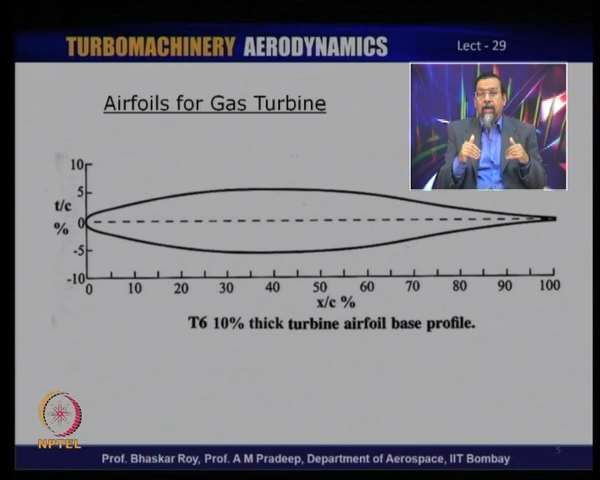 TURBOMACHINERY AERODYNAMICS
Lect - 29
Airfoils for Gas Turbine
10
5
t/c
0
%
-5
-10
0 10 20 30 40 50 60 70 80 90 100
x/c %
T6 10% thick turbine airfoil base profile.
NPTEL
5
Prof. Bhaskar Roy, Prof. A M Pradeep, Department of Aerospace, IIT Bombay